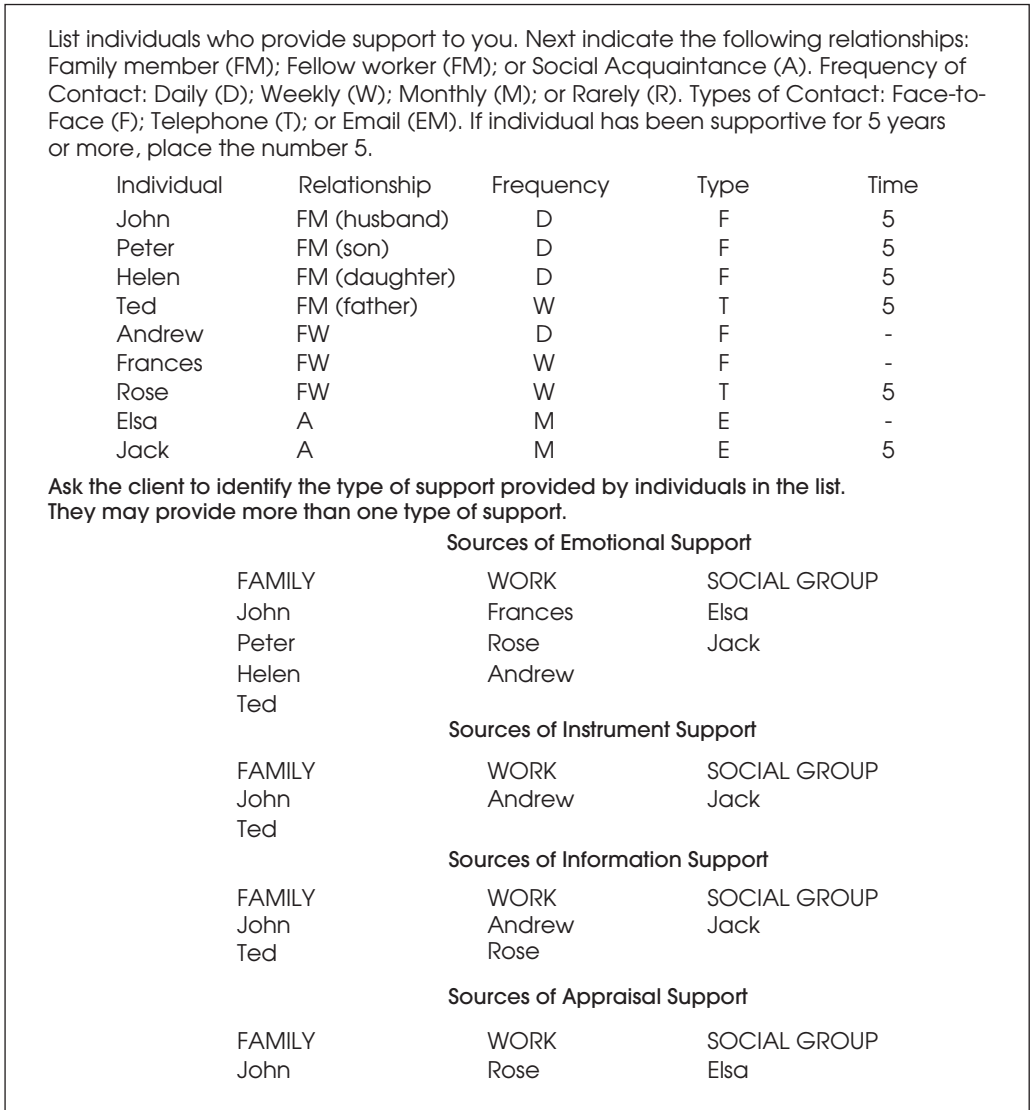 List individuals who provide support to you. Next indicate the following relationships:
Family member (FM); Fellow worker (FM); or Social Acquaintance (A). Frequency of
Contact: Daily (D); Weekly (W); Monthly (M); or Rarely (R). Types of Contact: Face-to-
Face (F); Telephone (T); or Email (EM). If individual has been supportive for 5 years
or more, place the number 5.
Individual Relationship Frequency Type Time
John FM (husband) D F 5
Peter FM (son) D F 5
Helen FM (daughter) D F 5
Ted FM (father) W T 5
Andrew FW D F -
Frances FW W F -
Rose FW W T 5
Elsa A M E -
Jack A M E 5
Ask the client to identify the type of support provided by individuals in the list.
They may provide more than one type of support.
Sources of Emotional Support
FAMILY WORK SOCIAL GROUP
John Frances Elsa
Peter Rose Jack
Helen Andrew
Ted
Sources of Instrument Support
FAMILY WORK SOCIAL GROUP
John Andrew Jack
Ted
Sources of Information Support
FAMILY WORK SOCIAL GROUP
John Andrew Jack
Ted Rose
Sources of Appraisal Support
FAMILY WORK SOCIAL GROUP
John Rose Elsa